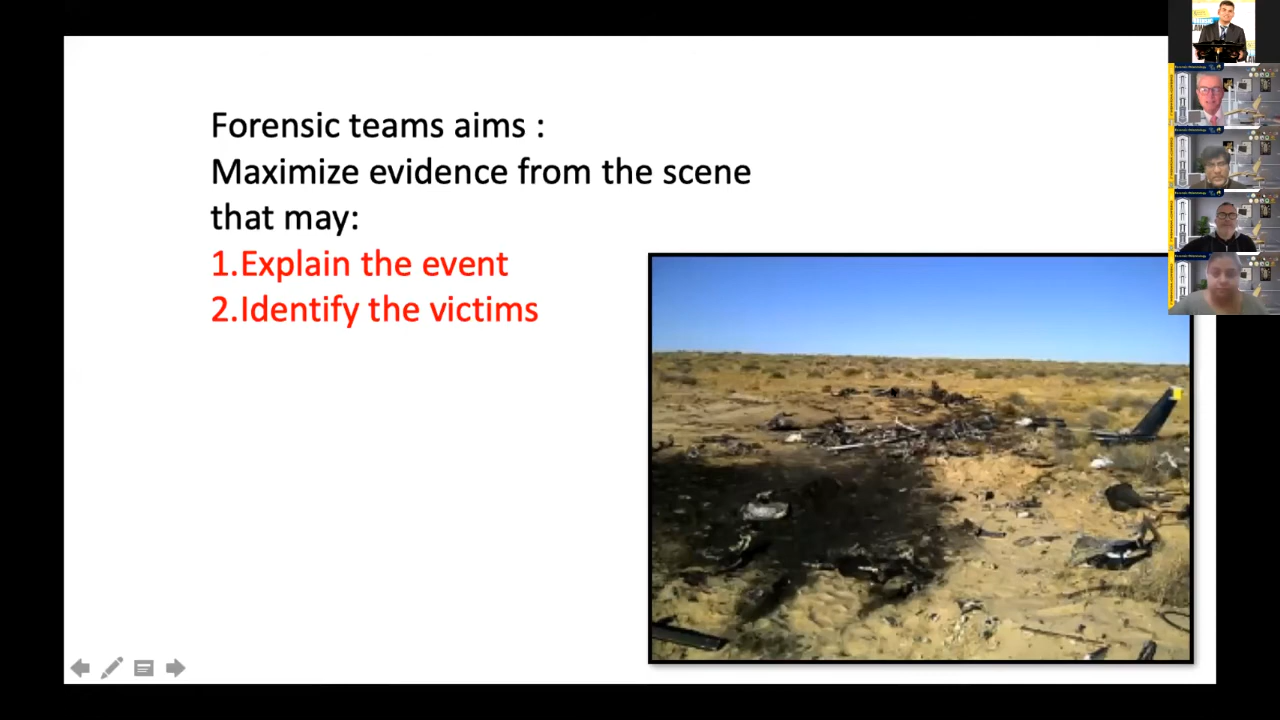 Forensic teams aims :
Maximize evidence from the scene
that may:
1.Explain the event
2.Identify the victims